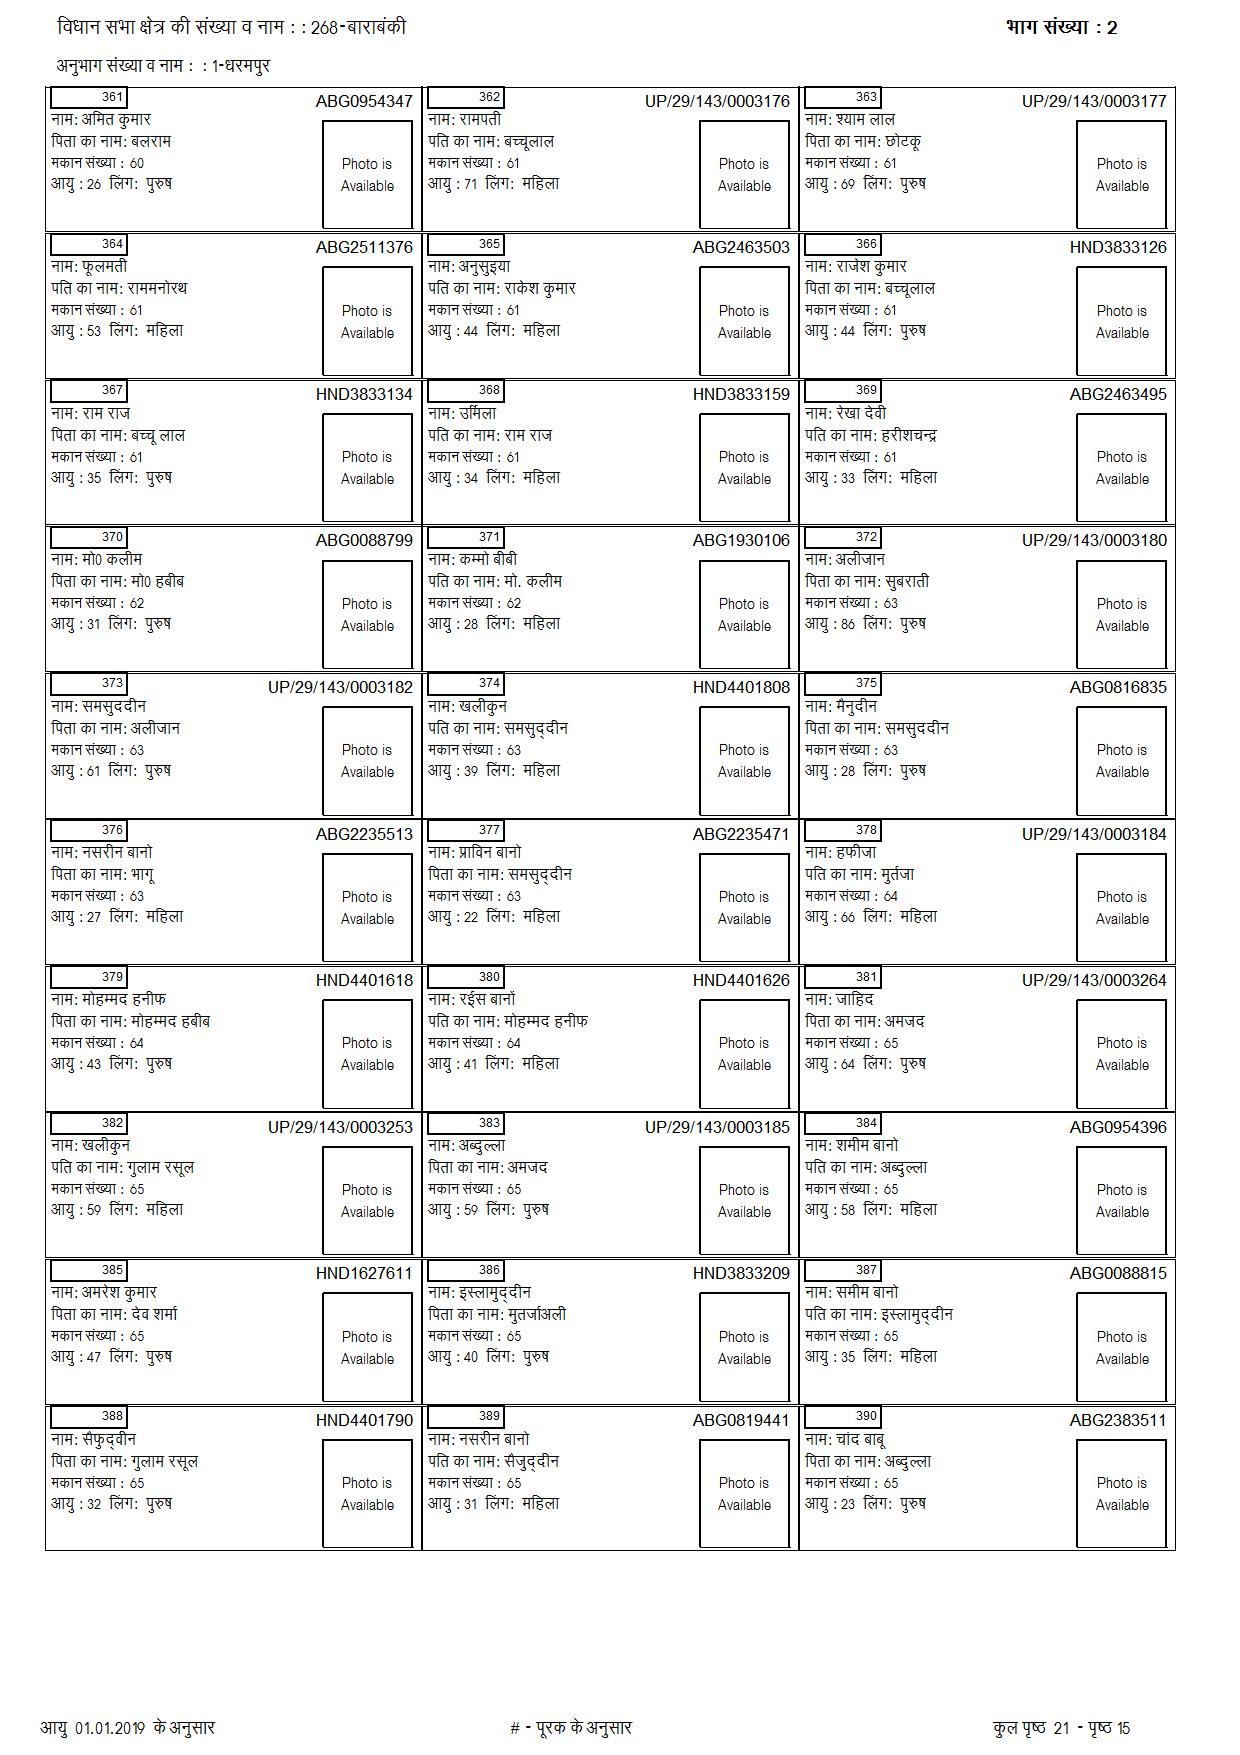 विधान सभा क्षेत्र की संख्या व नाम : : 268-बाराबंकी
भाग संख्या : 2
अनुभाग संख्या व नाम : : 1-धरमपुर
361 ABG0954347
नाम: अमित कुमार
पिता का नाम: बलराम
मकान संख्या : 60
आयु : 26 लिंग: पुरुष
Photo is
Available
362 UP/29/143/0003176
नाम: रामपती
पति का नाम: बच्चूलाल
मकान संख्या : 61
आयु : 71 लिंग: महिला
Photo is
Available
363 UP/29/143/0003177
नाम: श्याम लाल
पिता का नाम: छोटकू
मकान संख्या : 61
आयु : 69 लिंग: पुरुष
Photo is
Available
364 ABG2511376
नाम: फूलमती
पति का नाम: राममनोरथ
मकान संख्या : 61
आयु : 53 लिंग: महिला
Photo is
Available
365 ABG2463503
नाम: अनुसुइया
पति का नाम: राकेश कुमार
मकान संख्या : 61
आयु : 44 लिंग: महिला
Photo is
Available
366 HND3833126
नाम: राजेश कुमार
पिता का नाम: बच्चूलाल
मकान संख्या : 61
आयु : 44 लिंग: पुरुष
Photo is
Available
367 HND3833134
नाम: राम राज
पिता का नाम: बच्चू लाल
मकान संख्या : 61
आयु : 35 लिंग: पुरुष
Photo is
Available
368 HND3833159
नाम: उर्मिला
पति का नाम: राम राज
मकान संख्या : 61
आयु : 34 लिंग: महिला
Photo is
Available
369 ABG2463495
नाम: रेखा देवी
पति का नाम: हरीशचन्द्र
मकान संख्या : 61
आयु : 33 लिंग: महिला
Photo is
Available
370 ABG0088799
नाम: मो0 कलीम
पिता का नाम: मो0 हबीब
मकान संख्या : 62
आयु : 31 लिंग: पुरुष
Photo is
Available
371 ABG1930106
नाम: कम्मो बीबी
पति का नाम: मो. कलीम
मकान संख्या : 62
आयु : 28 लिंग: महिला
Photo is
Available
372 UP/29/143/0003180
नाम: अलीजान
पिता का नाम: सुबराती
मकान संख्या : 63
आयु : 86 लिंग: पुरुष
Photo is
Available
373 UP/29/143/0003182
नाम: समसुददीन
पिता का नाम: अलीजान
मकान संख्या : 63
आयु : 61 लिंग: पुरुष
Photo is
Available
374 HND4401808
नाम: खलीकुन
पति का नाम: समसुद्दीन
मकान संख्या : 63
आयु : 39 लिंग: महिला
Photo is
Available
375 ABG0816835
नाम: मैनुदीन
पिता का नाम: समसुददीन
मकान संख्या : 63
आयु : 28 लिंग: पुरुष
Photo is
Available
376 ABG2235513
नाम: नसरीन बानो
पिता का नाम: भागू
मकान संख्या : 63
आयु : 27 लिंग: महिला
Photo is
Available
377 ABG2235471
नाम: प्राविन बानो
पिता का नाम: समसुद्दीन
मकान संख्या : 63
आयु : 22 लिंग: महिला
Photo is
Available
378 UP/29/143/0003184
नाम: हफीजा
पति का नाम: मुर्तजा
मकान संख्या : 64
आयु : 66 लिंग: महिला
Photo is
Available
379 HND4401618
नाम: मोहम्मद हनीफ
पिता का नाम: मोहम्मद हबीब
मकान संख्या : 64
आयु : 43 लिंग: पुरुष
Photo is
Available
380 HND4401626
नाम: रईस बानों
पति का नाम: मोहम्मद हनीफ
मकान संख्या : 64
आयु : 41 लिंग: महिला
Photo is
Available
381 UP/29/143/0003264
नाम: जाहिद
पिता का नाम: अमजद
मकान संख्या : 65
आयु : 64 लिंग: पुरुष
Photo is
Available
382 UP/29/143/0003253
नाम: खलीकुन
पति का नाम: गुलाम रसूल
मकान संख्या : 65
आयु : 59 लिंग: महिला
Photo is
Available
383 UP/29/143/0003185
नाम: अब्दुल्ला
पिता का नाम: अमजद
मकान संख्या : 65
आयु : 59 लिंग: पुरुष
Photo is
Available
384 ABG0954396
नाम: शमीम बानो
पति का नाम: अब्दुल्ला
मकान संख्या : 65
आयु : 58 लिंग: महिला
Photo is
Available
385 HND1627611
नाम: अमरेश कुमार
पिता का नाम: देव शर्मा
मकान संख्या : 65
आयु : 47 लिंग: पुरुष
Photo is
Available
386 HND3833209
नाम: इस्लामुद्दीन
पिता का नाम: मुतर्जाअली
मकान संख्या : 65
आयु : 40 लिंग: पुरुष
Photo is
Available
387 ABG0088815
नाम: समीम बानो
पति का नाम: इस्लामुद्दीन
मकान संख्या : 65
आयु : 35 लिंग: महिला
Photo is
Available
388 HND4401790
नाम: सैफुद्वीन
पिता का नाम: गुलाम रसूल
मकान संख्या : 65
आयु : 32 लिंग: पुरुष
Photo is
Available
389 ABG0819441
नाम: नसरीन बानो
पति का नाम: सैजुद्दीन
मकान संख्या : 65
आयु : 31 लिंग: महिला
Photo is
Available
390 ABG2383511
नाम: चांद बाबू
पिता का नाम: अब्दुल्ला
मकान संख्या : 65
आयु : 23 लिंग: पुरुष
Photo is
Available
आयु 01.01.2019 के अनुसार
# - पूरक के अनुसार
कुल पृष्ठ 21 - पृष्ठ 15